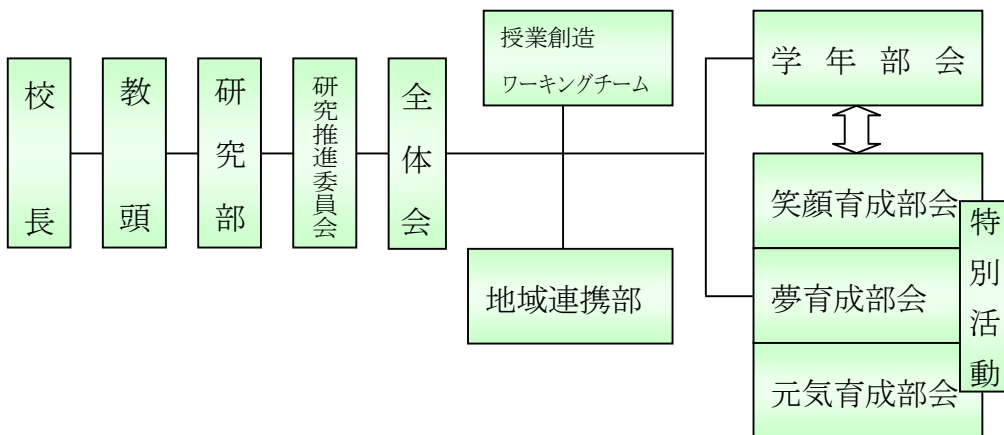 校長
教頭
研究部
研究推進委員会
全体会
授業創造
ワーキングチーム
地域連携部
学年部会
笑顔育成部会
夢育成部会
元気育成部会
特別活動